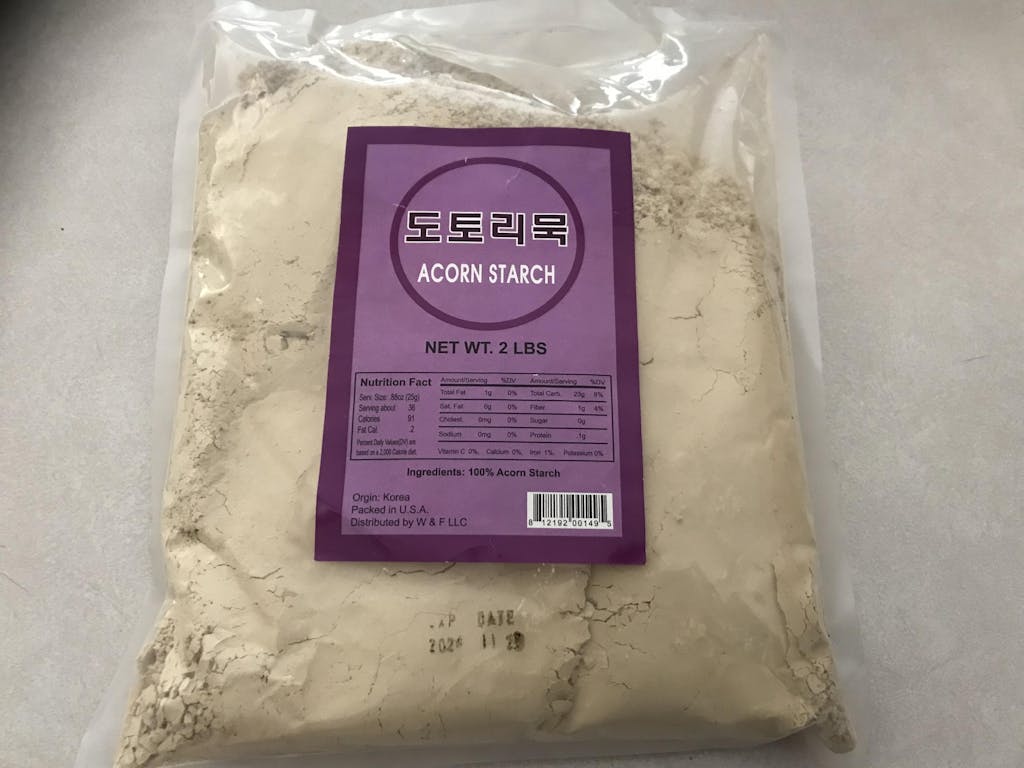 도토리묵
ACORN STARCH
NET WT. 2 LBS
Nutrition Fact
Serv. Size: .88oz (25g)
Serving about 36
Calories 91
Fat Cal. 2
Percent Daily Values(DV) are
based on a 2,000 Calorie diet.
Amount/Serving %DV Amount/Serving %DV
Total Fat .1g 0% Total Carb. 23g 8%
Sat. Fat 0g 0% Fiber 1g 4%
Cholest. 0mg 0% Sugar 0g
Sodium 0mg 0% Protein .1g
Vitamin C 0%, Calcium 0%, Iron 1%, Potassium 0%
Ingredients: 100% Acorn Starch
Orgin: Korea
Packed in U.S.A.
Distributed by W & F LLC
8 12192 00149 5
DATE
11